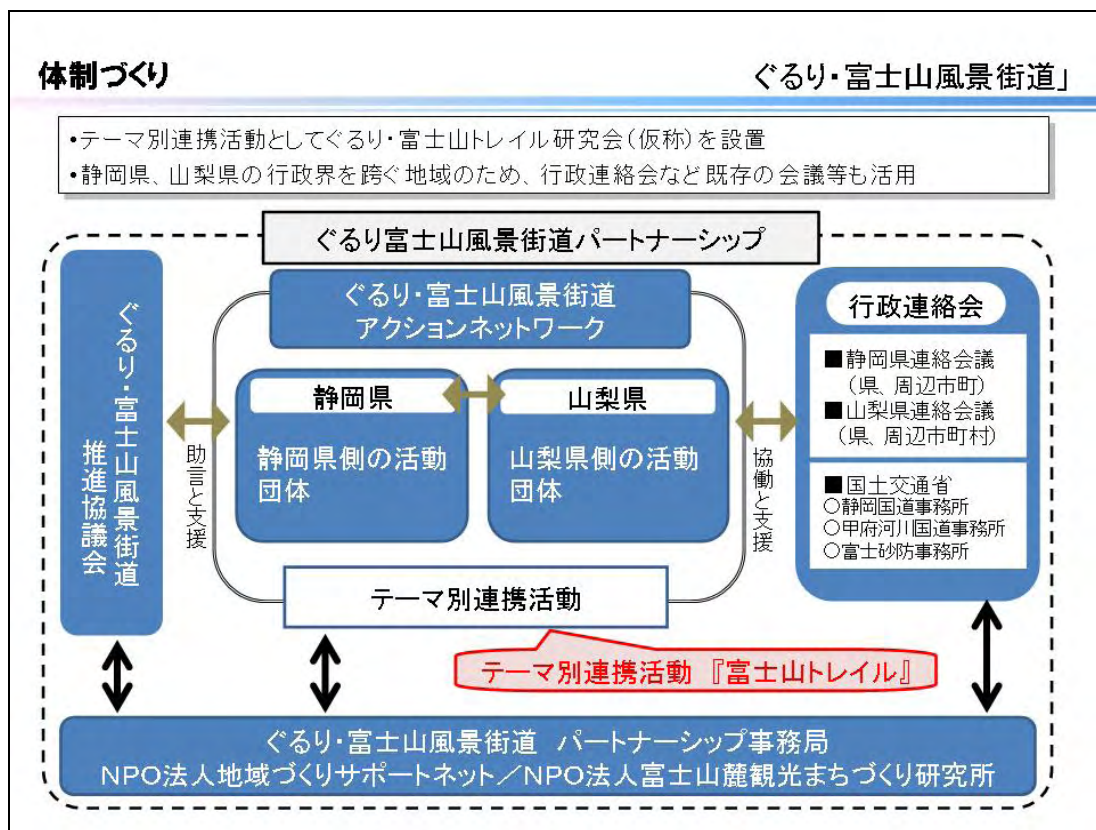 体制づくり
ぐるり・富士山風景街道」
•テーマ別連携活動としてぐるり・富士山トレイル研究会(仮称)を設置
•静岡県、山梨県の行政界を跨ぐ地域のため、行政連絡会など既存の会議等も活用
ぐるり富士山風景街道パートナーシップ
ぐるり・富士山風景街道
推進協議会
助言と支援
ぐるり・富士山風景街道
アクションネットワーク
静岡県
静岡県側の活動
団体
山梨県
山梨県側の活動
団体
テーマ別連携活動
テーマ別連携活動 『富士山トレイル』
協働と支援
行政連絡会
■静岡県連絡会議
(県、周辺市町)
■山梨県連絡会議
(県、周辺市町村)
■国土交通省
○静岡国道事務所
○甲府河川国道事務所
○富士砂防事務所
ぐるり・富士山風景街道 パートナーシップ事務局
NPO法人地域づくりサポートネット／NPO法人富士山麓観光まちづくり研究所